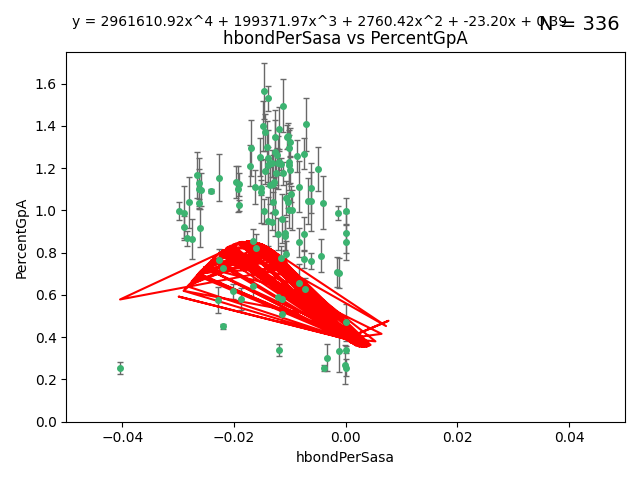 y = 2961610.92x^4 + 199371.97x^3 + 2760.42x^2 + -23.20x + 0.39
N = 336
hbondPerSasa vs PercentGpA
PercentGpA
1.6
1.4
1.2
1.0
0.8
0.6
0.4
0.2
0.0
−0.04 −0.02 0.00 0.02 0.04
hbondPerSasa